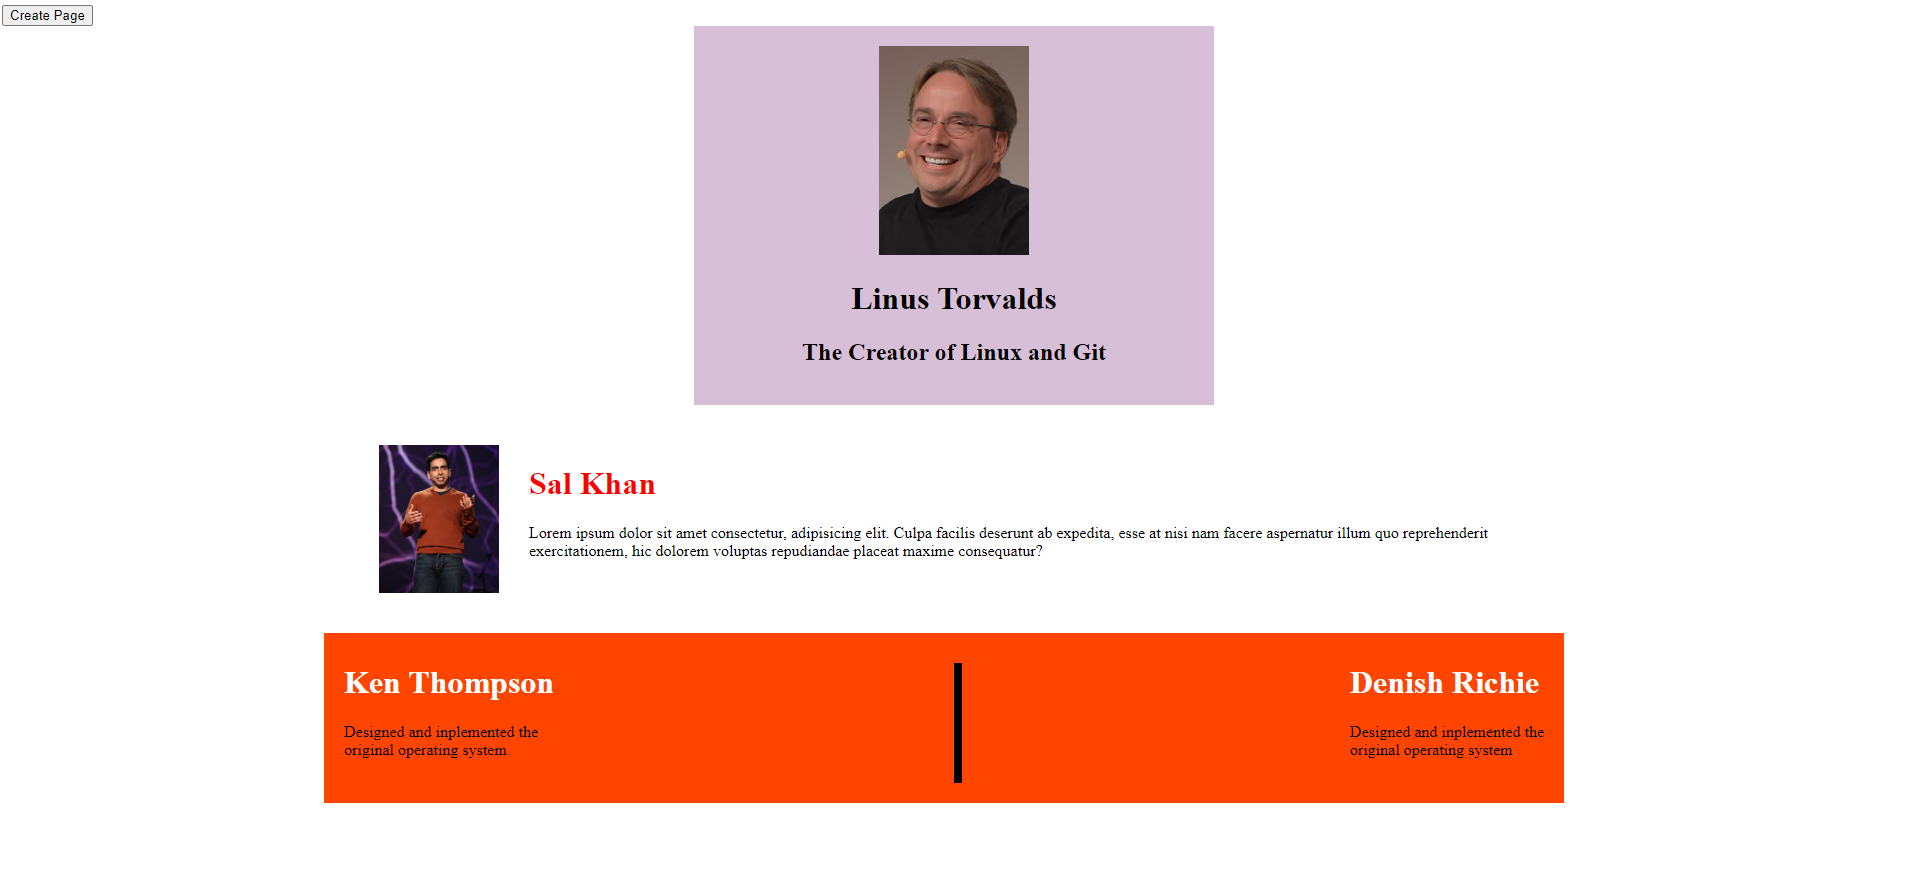 Create Page
Linus Torvalds
The Creator of Linux and Git
Sal Khan
Lorem ipsum dolor sit amet consectetur, adipisicing elit. Culpa facilis deserunt ab expedita, esse at nisi nam facere aspernatur illum quo reprehenderit
exercitationem, hic dolorem voluptas repudiandae placeat maxime consequatur?
Ken Thompson
Designed and inplemented the
original operating system
Denish Richie
Designed and inplemented the
original operating system